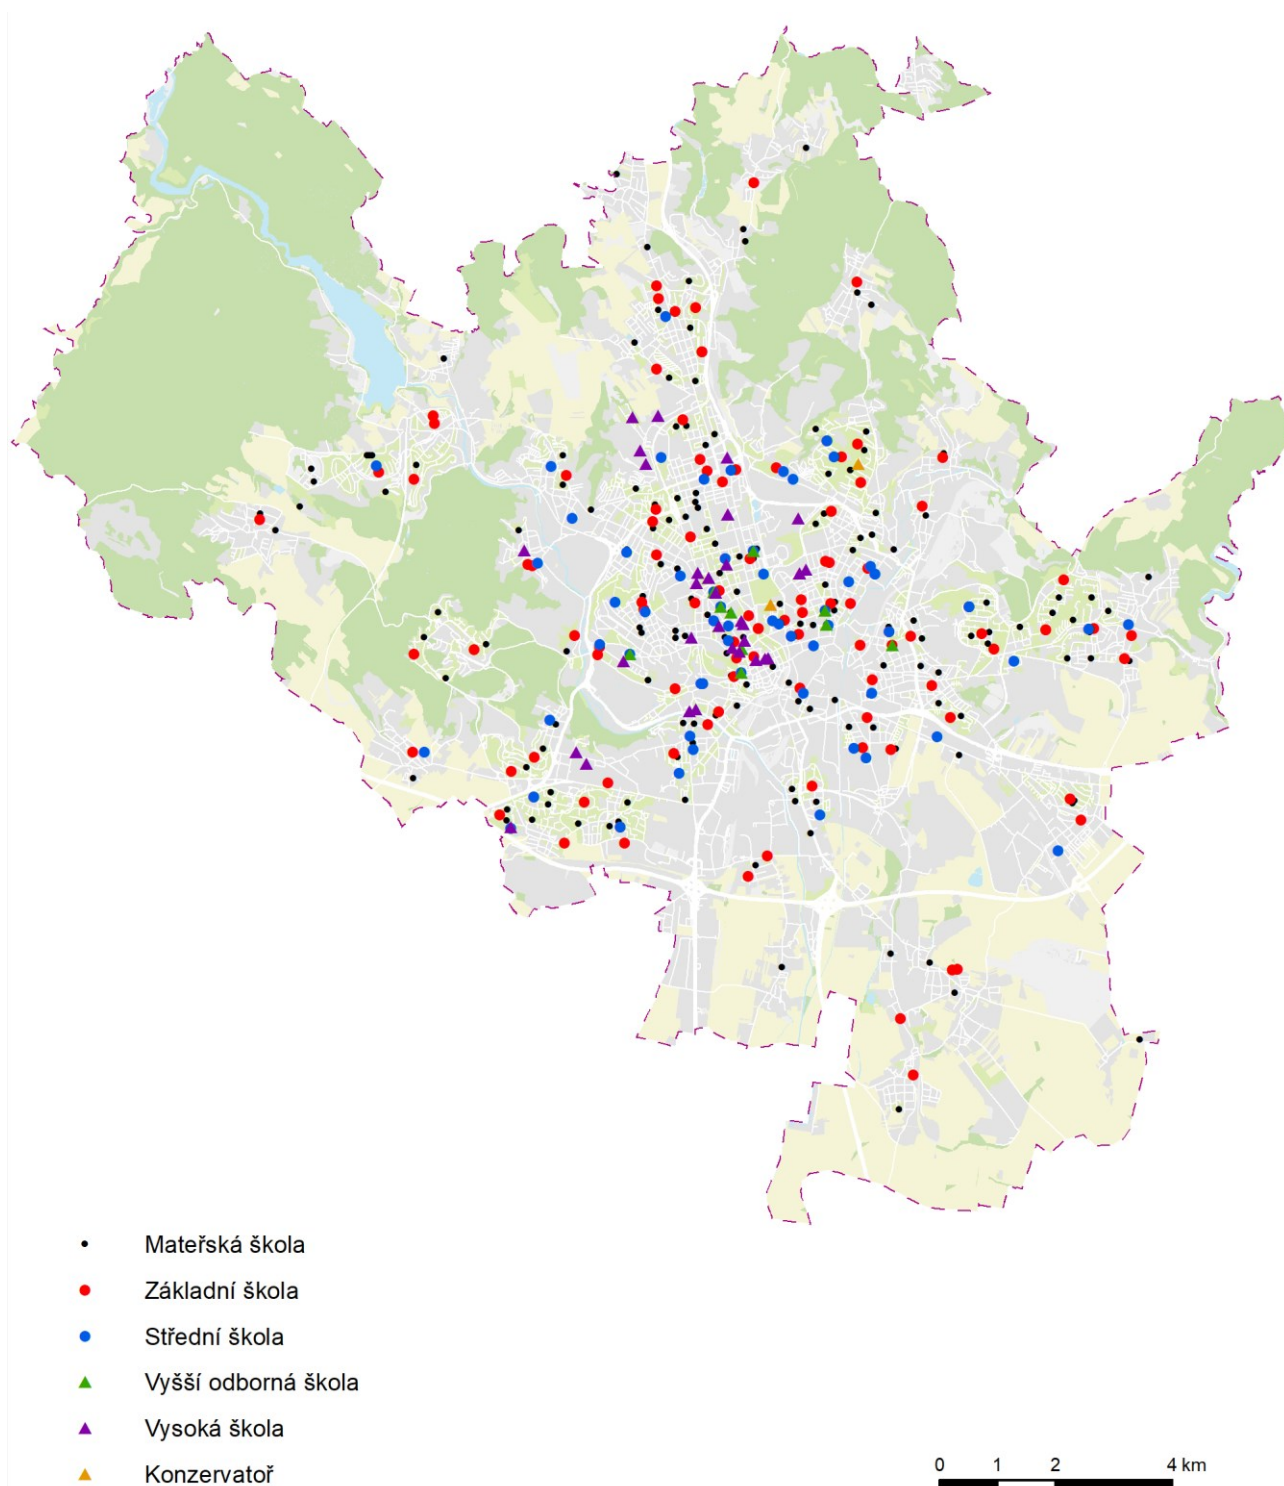 Mateřská škola
Základní škola
Střední škola
Vyšší odborná škola
Vysoká škola
Konzervatoř
0 1 2 4 km